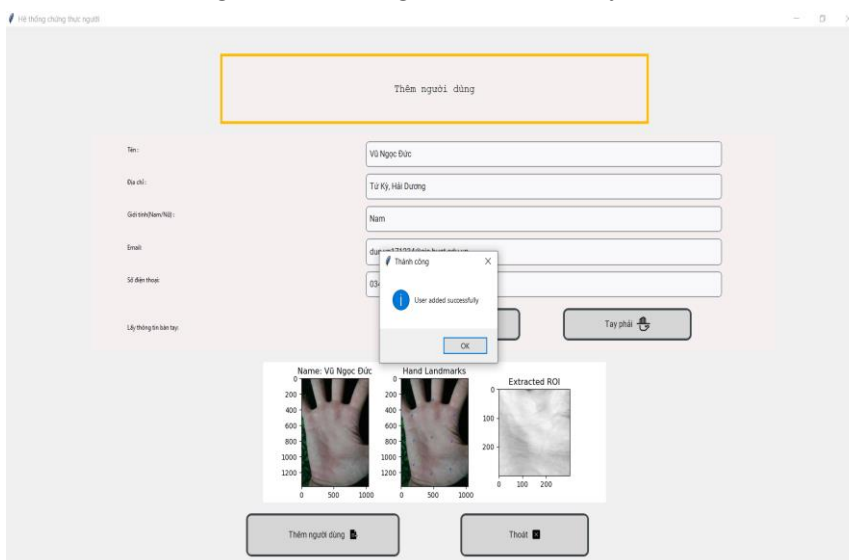 Hệ thống chứng thực người
Thêm người dùng
Tên :
Vũ Ngọc Đức
Địa chỉ :
Tứ Kỳ, Hải Dương
Giới tính(Nam/Nữ) :
Nam
Email:
Số điện thoại:
Thành công
User added successfully
OK
Lấy thông tin bàn tay:
Tay phải
Name: Vũ Ngọc Đức
Hand Landmarks
Extracted ROI
0
200
400
600
800
1000
1200
0 500 1000
0
200
400
600
800
1000
1200
0 500 1000
0
100
200
0 100 200
Thêm người dùng
Thoát